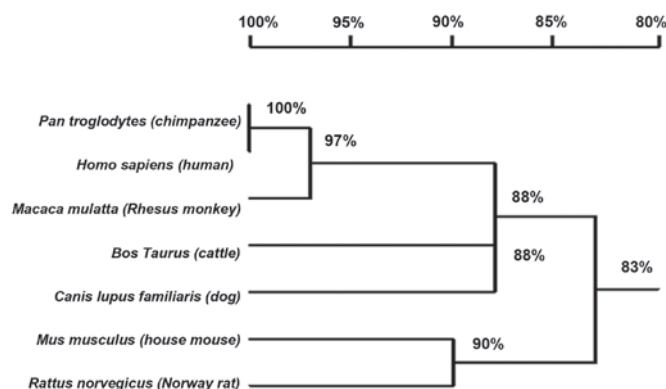 100% 95% 90% 85% 80%
Pan troglodytes (chimpanzee)
100%
97%
Homo sapiens (human)
Macaca mulatta (Rhesus monkey)
88%
Bos Taurus (cattle)
88%
83%
Canis lupus familiaris (dog)
Mus musculus (house mouse)
90%
Rattus norvegicus (Norway rat)